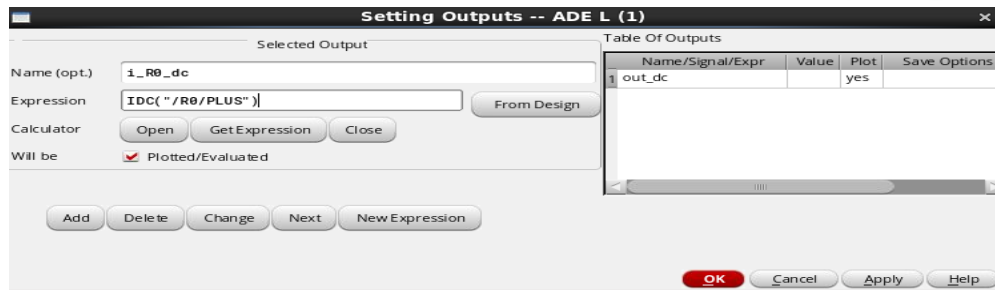 Setting Outputs -- ADE L (1)
Selected Output
Name (opt.) i_R0_dc
Expression IDC("/R0/PLUS") From Design
Calculator Open Get Expression Close
Will be Plotted/Evaluated
Add Delete Change Next New Expression
Table Of Outputs
Name/Signal/Expr Value Plot Save Options
1 out_dc yes
OK Cancel Apply Help